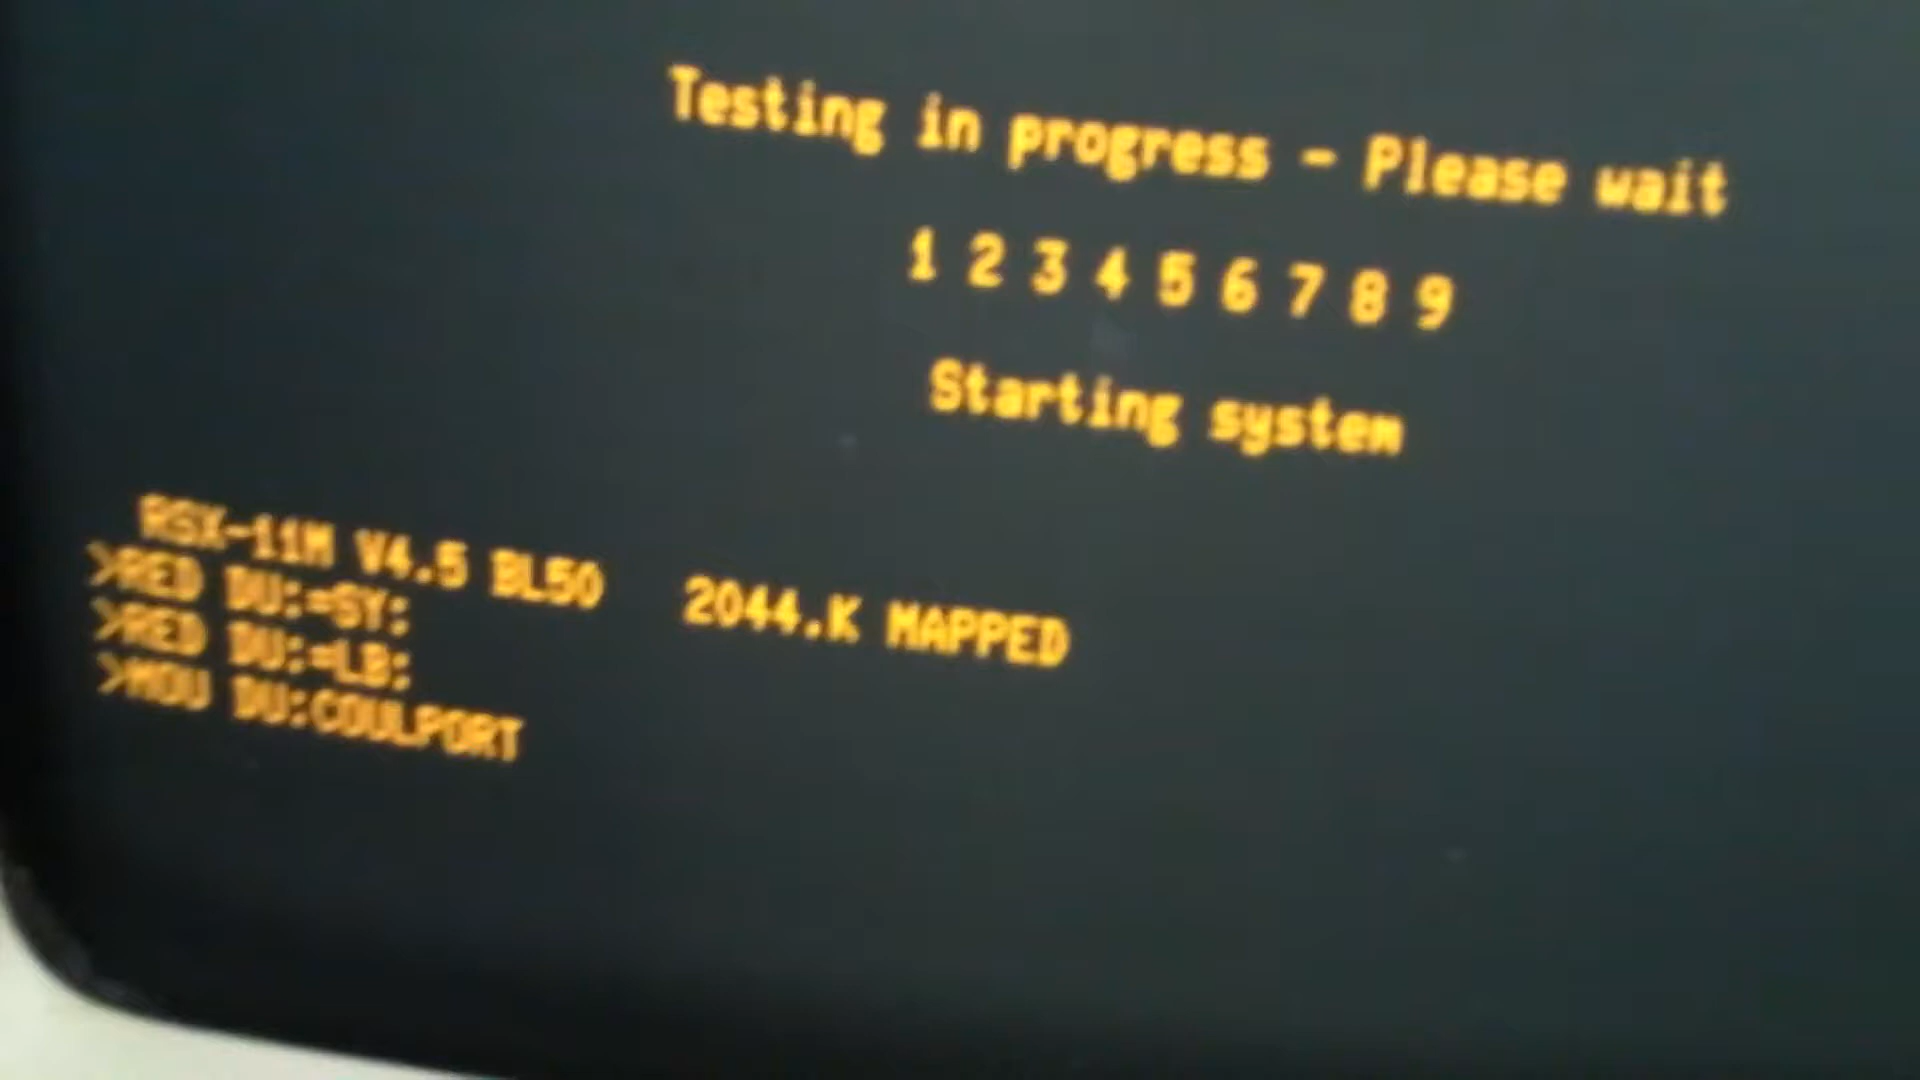 Testing in progress - Please wait
1 2 3 4 5 6 7 8 9
Starting system
RSX-11M V4.5 BL50   2044.K MAPPED
>RED DU:=SY:
>RED DU:=LB:
>MOU DU:COULPORT